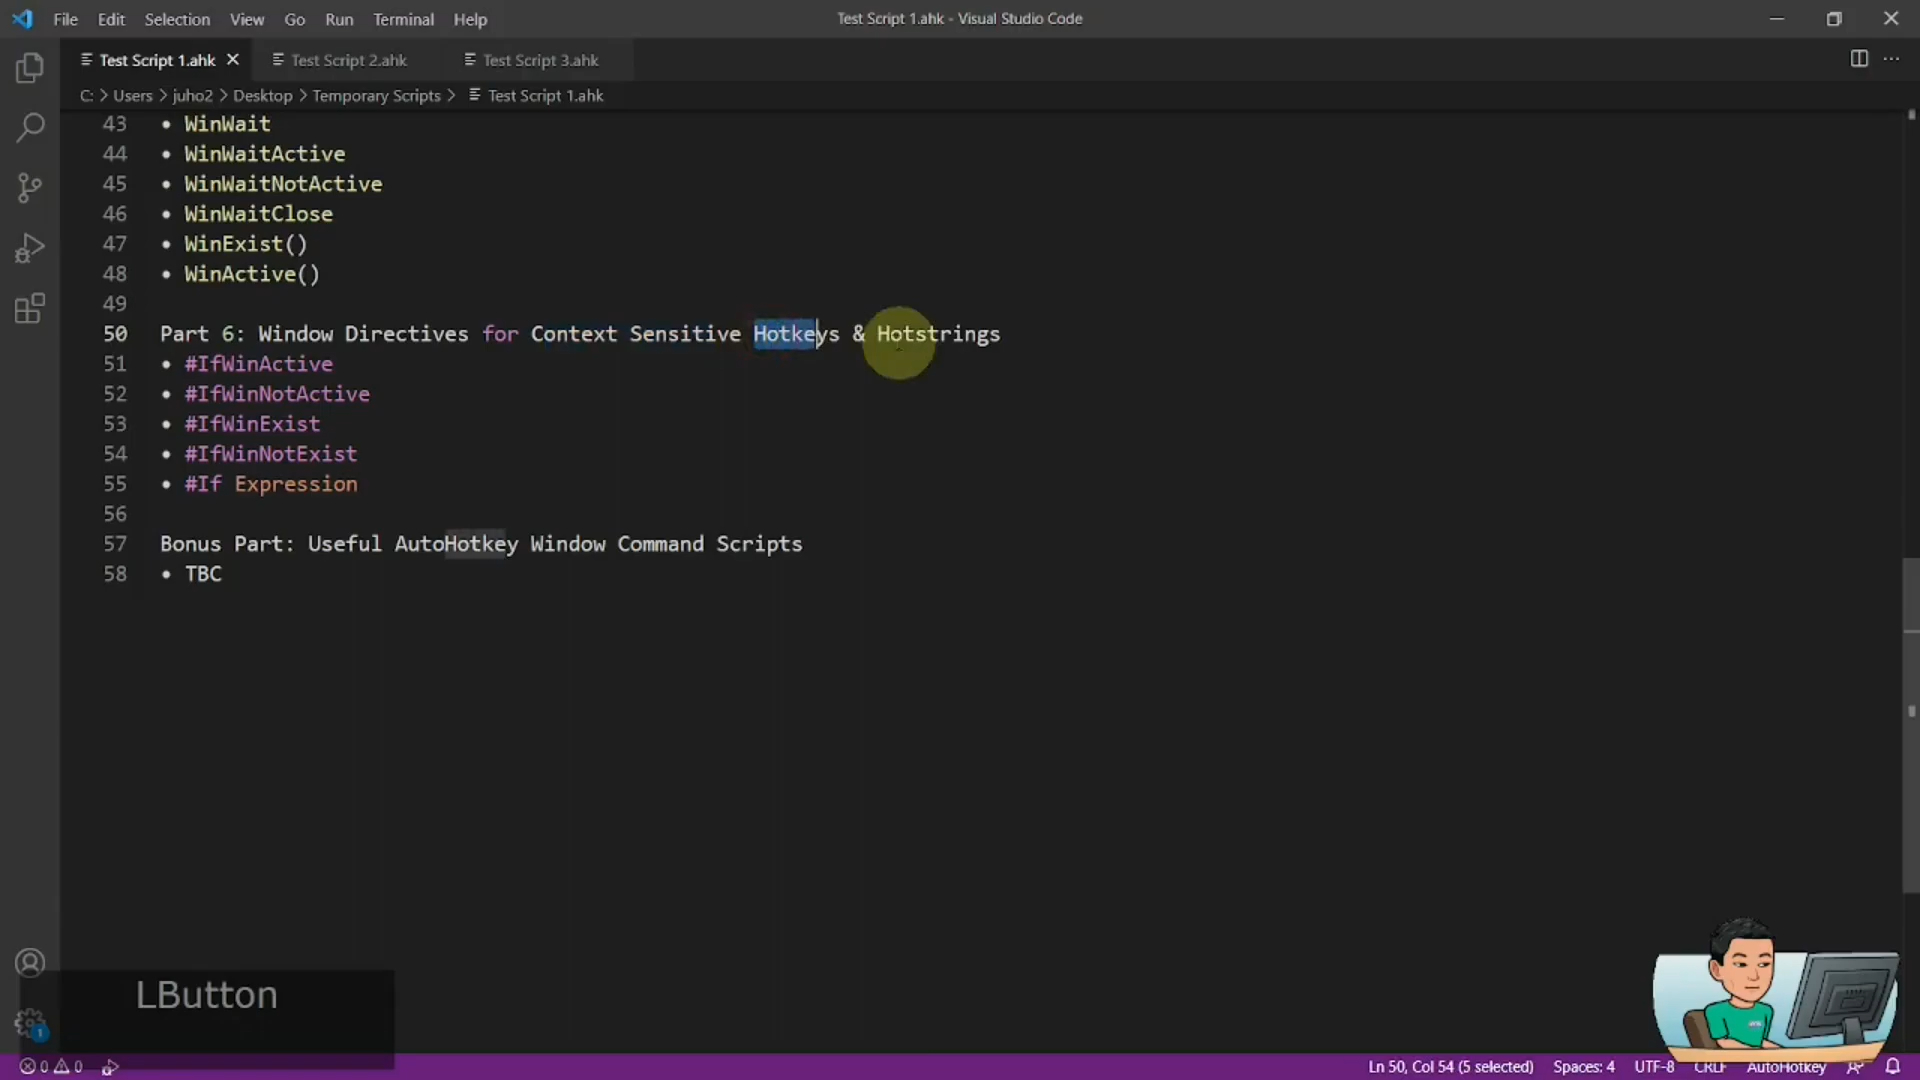 File Edit Selection View Go Run Terminal Help
Test Script 1.ahk - Visual Studio Code
Test Script 1.ahk Test Script 2.ahk Test Script 3.ahk
C: > Users > juho2 > Desktop > Temporary Scripts > Test Script 1.ahk
43 • WinWait
44 • WinWaitActive
45 • WinWaitNotActive
46 • WinWaitClose
47 • WinExist()
48 • WinActive()
49
50 Part 6: Window Directives for Context Sensitive Hotkeys & Hotstrings
51 • #IfWinActive
52 • #IfWinNotActive
53 • #IfWinExist
54 • #IfWinNotExist
55 • #If Expression
56
57 Bonus Part: Useful AutoHotkey Window Command Scripts
58 • TBC
LButton
1
0 0 Ln 50, Col 54 (5 selected) Spaces: 4 UTF-8 CRLF AutoHotkey